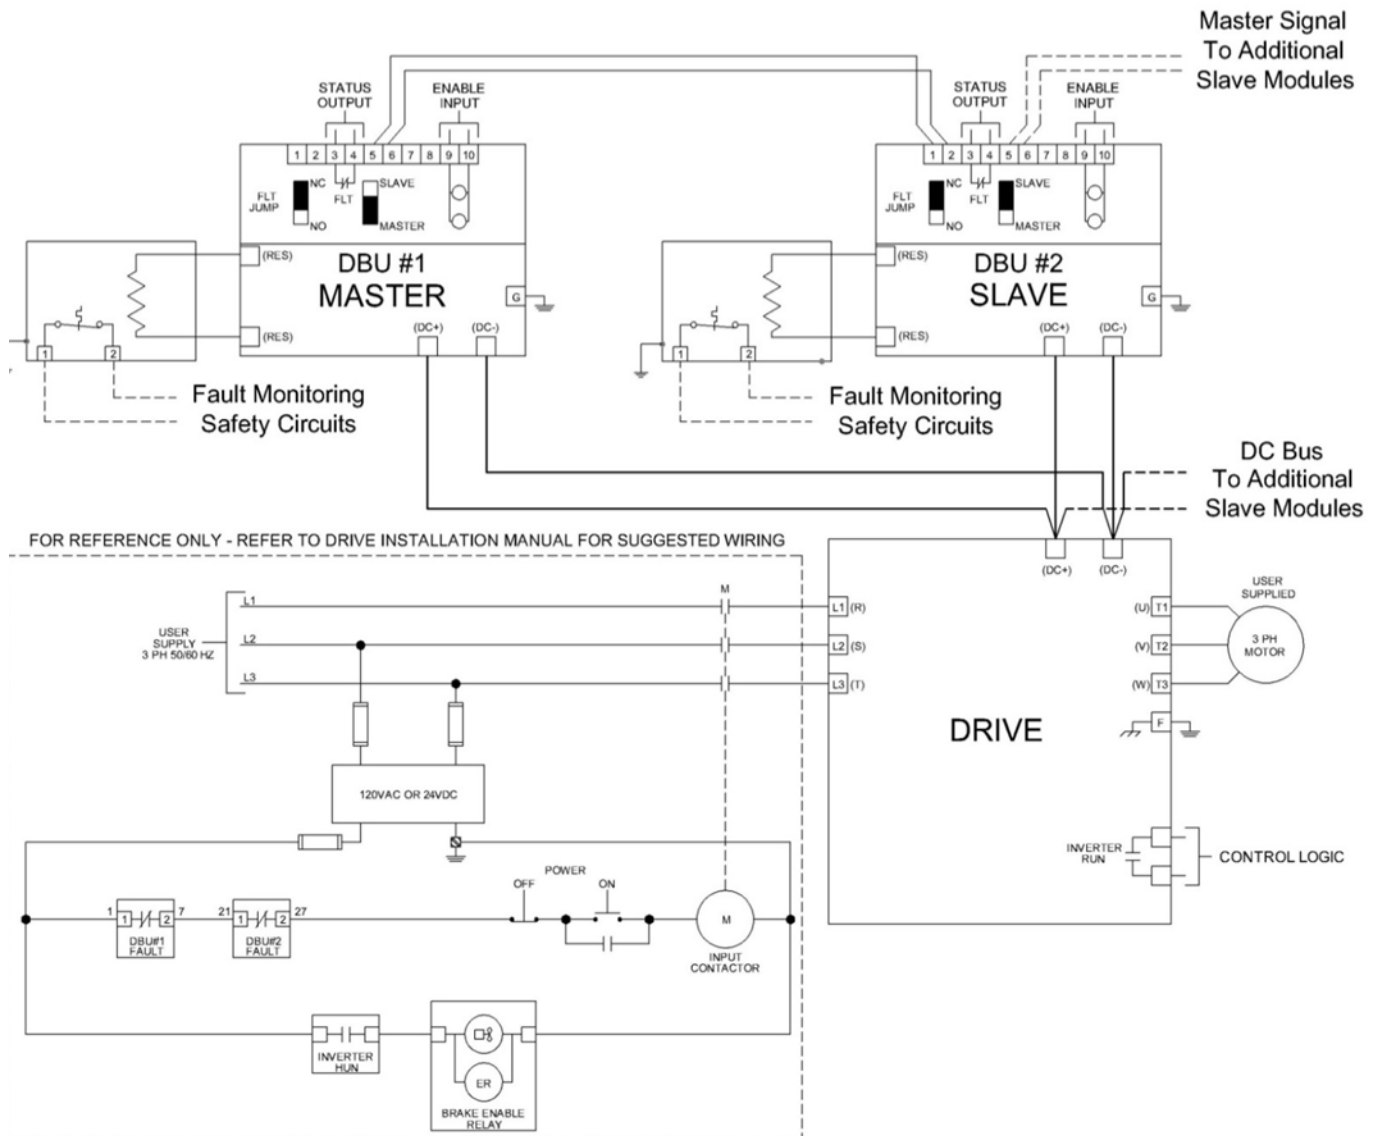 Master Signal
To Additional
Slave Modules
STATUS
OUTPUT
ENABLE
INPUT
STATUS
OUTPUT
ENABLE
INPUT
1 2 3 4 5 6 7 8 9 10
1 2 3 4 5 6 7 8 9 10
FLT
JUMP
NC
NO
FLT
SLAVE
MASTER
FLT
JUMP
NC
NO
FLT
SLAVE
MASTER
(RES)
DBU #1
MASTER
G
(RES)
(DC+)
(DC-)
1
2
(RES)
DBU #2
SLAVE
G
(RES)
(DC+)
(DC-)
1
2
Fault Monitoring
Safety Circuits
Fault Monitoring
Safety Circuits
DC Bus
To Additional
Slave Modules
FOR REFERENCE ONLY - REFER TO DRIVE INSTALLATION MANUAL FOR SUGGESTED WIRING
(DC+)
(DC-)
USER
SUPPLY
3 PH 50/60 HZ
L1
L2
L3
M
L1 (R)
L2 (S)
L3 (T)
(U) T1
(V) T2
(W) T3
F
USER
SUPPLIED
3 PH
MOTOR
DRIVE
120VAC OR 24VDC
INVERTER
RUN
CONTROL LOGIC
POWER
OFF
ON
1 1 2 7
DBU#1
FAULT
21 1 2 27
DBU#2
FAULT
M
INPUT
CONTACTOR
INVERTER
HUN
ER
BRAKE ENABLE
RELAY